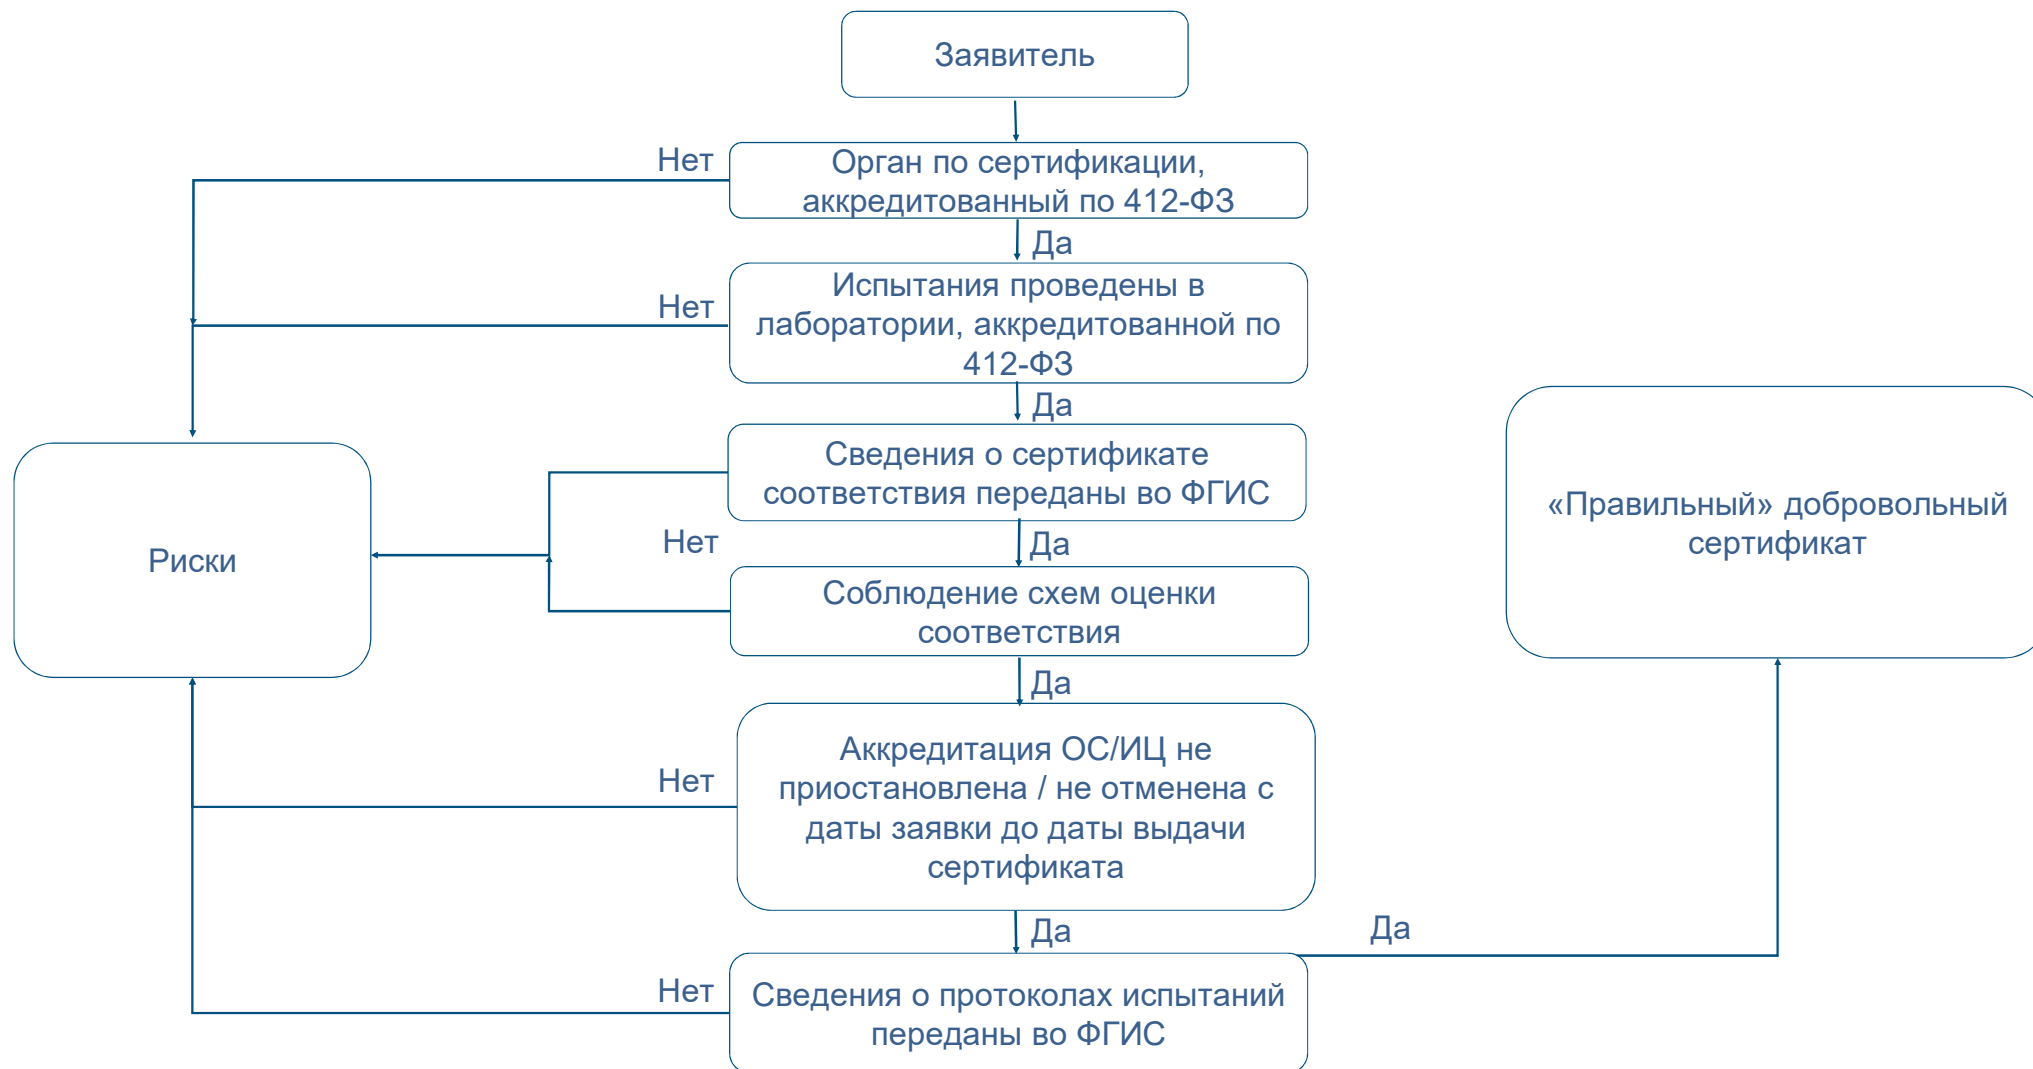 Заявитель
Нет
Орган по сертификации,
аккредитованный по 412-ФЗ
Да
Нет
Испытания проведены в
лаборатории, аккредитованной по
412-ФЗ
Да
Сведения о сертификате
соответствия переданы во ФГИС
«Правильный» добровольный
сертификат
Риски
Нет
Да
Соблюдение схем оценки
соответствия
Да
Нет
Аккредитация ОС/ИЦ не
приостановлена / не отменена с
даты заявки до даты выдачи
сертификата
Да
Да
Нет
Сведения о протоколах испытаний
переданы во ФГИС